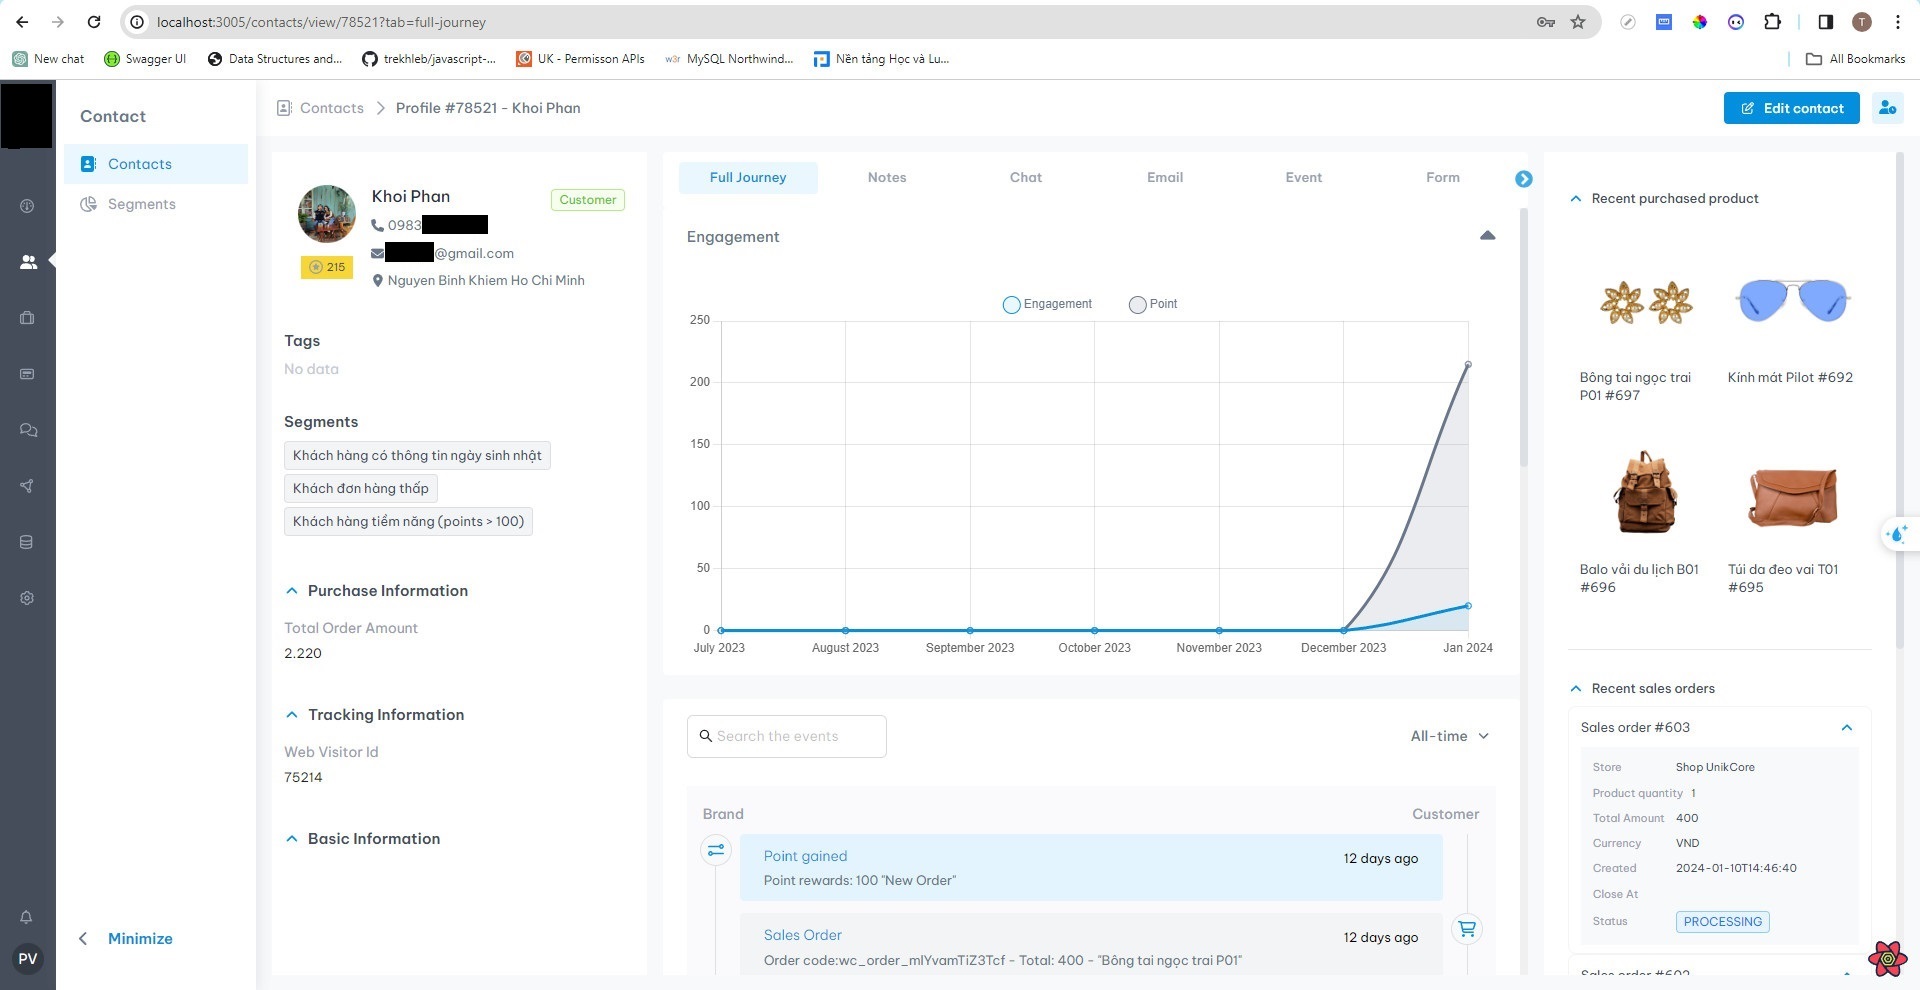 localhost:3005/contacts/view/78521?tab=full-journey
T
New chat
Swagger UI
Data Structures and...
trekhleb/javascript-...
UK - Permisson APIs
w3r MySQL Northwind...
Nền tảng Học và Lu...
All Bookmarks
Contact
Contacts
Segments
Minimize
PV
Contacts
Profile #78521 - Khoi Phan
Edit contact
Khoi Phan
Customer
0983
@gmail.com
215
Nguyen Binh Khiem Ho Chi Minh
Tags
No data
Segments
Khách hàng có thông tin ngày sinh nhật
Khách đơn hàng thấp
Khách hàng tiềm năng (points > 100)
Purchase Information
Total Order Amount
2.220
Tracking Information
Web Visitor Id
75214
Basic Information
Full Journey
Notes
Chat
Email
Event
Form
Engagement
Engagement
Point
250
200
150
100
50
0
July 2023
August 2023
September 2023
October 2023
November 2023
December 2023
Jan 2024
Search the events
All-time
Brand
Customer
Point gained
12 days ago
Point rewards: 100 "New Order"
Sales Order
12 days ago
Order code:wc_order_mIYvamTiZ3Tcf - Total: 400 - "Bông tai ngọc trai P01"
Recent purchased product
Bông tai ngọc trai
P01 #697
Kính mát Pilot #692
Balo vải du lịch B01
#696
Túi da đeo vai T01
#695
Recent sales orders
Sales order #603
Store Shop UnikCore
Product quantity 1
Total Amount 400
Currency VND
Created 2024-01-10T14:46:40
Close At
Status PROCESSING
Sales order #602